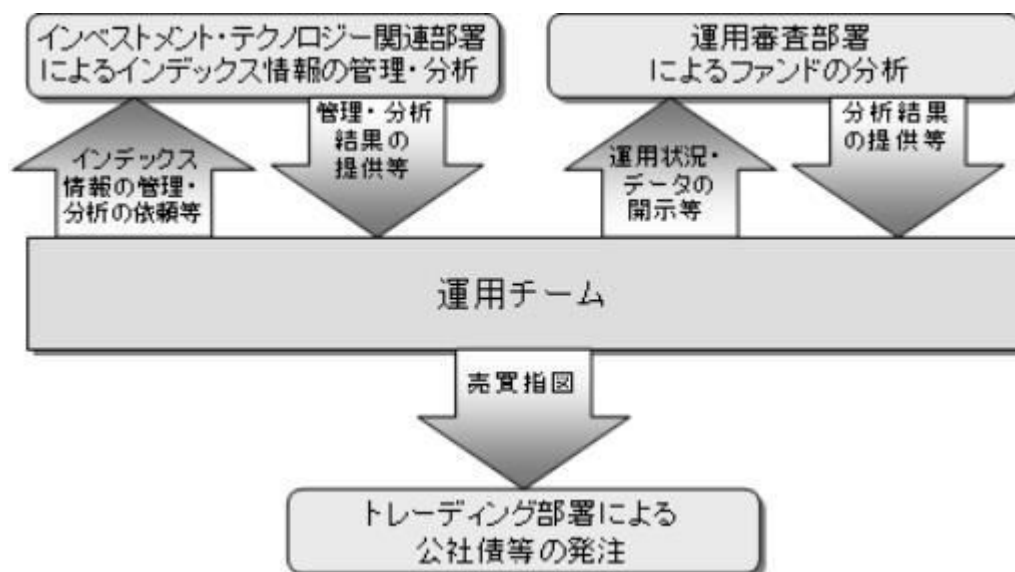 インベストメント・テクノロジー関連部署
によるインデックス情報の管理・分析
運用審査部署
によるファンドの分析
インデックス
情報の管理・
分析の依頼等
管理・分析
結果の
提供等
運用状況・
データの
開示等
分析結果
の提供等
運用チーム
売買指図
トレーディング部署による
公社債等の発注